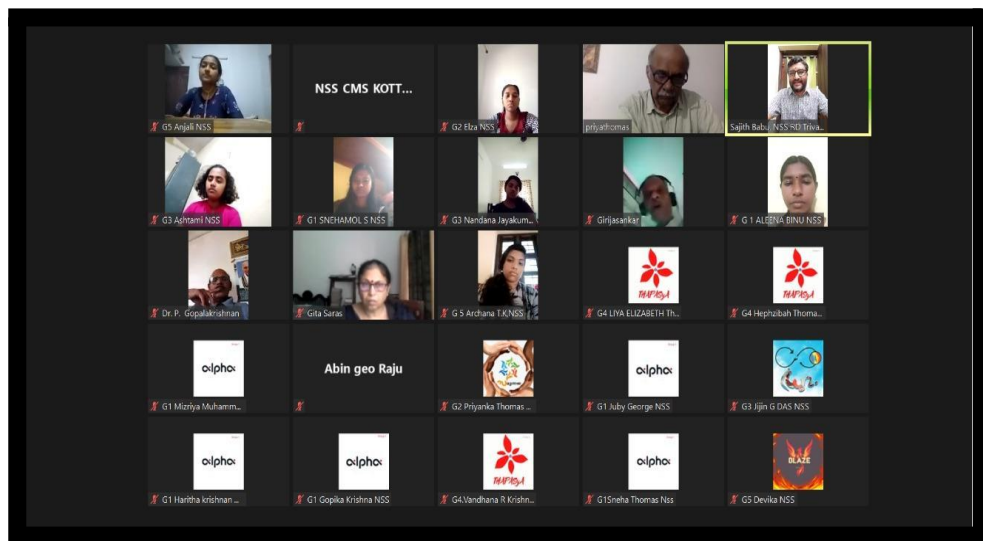 G5 Anjali NSS
NSS CMS KOTT...
G2 Elza NSS
priyathomas
Sajith Babu, NSS RD Triva...
G3 Ashtami NSS
G1 SNEHAMOL S NSS
G3 Nandana Jayakum...
Girijasankar
G 1 ALEENA BINU NSS
Dr. P. Gopalakrishnan
Gita Saras
G 5 Archana T.K,NSS
THAPASyA
G4 LIYA ELIZABETH Th...
THAPASyA
G4 Hephzibah Thoma...
alpha
G1 Mizriya Muhamm...
Abin geo Raju
G2 Priyanka Thomas ...
alpha
G1 Juby George NSS
G3 Jijin G DAS NSS
alpha
G1 Haritha krishnan ...
alpha
G1 Gopika Krishna NSS
THAPASyA
G4.Vandhana R Krishn...
alpha
G1Sneha Thomas Nss
BLAZE
G5 Devika NSS